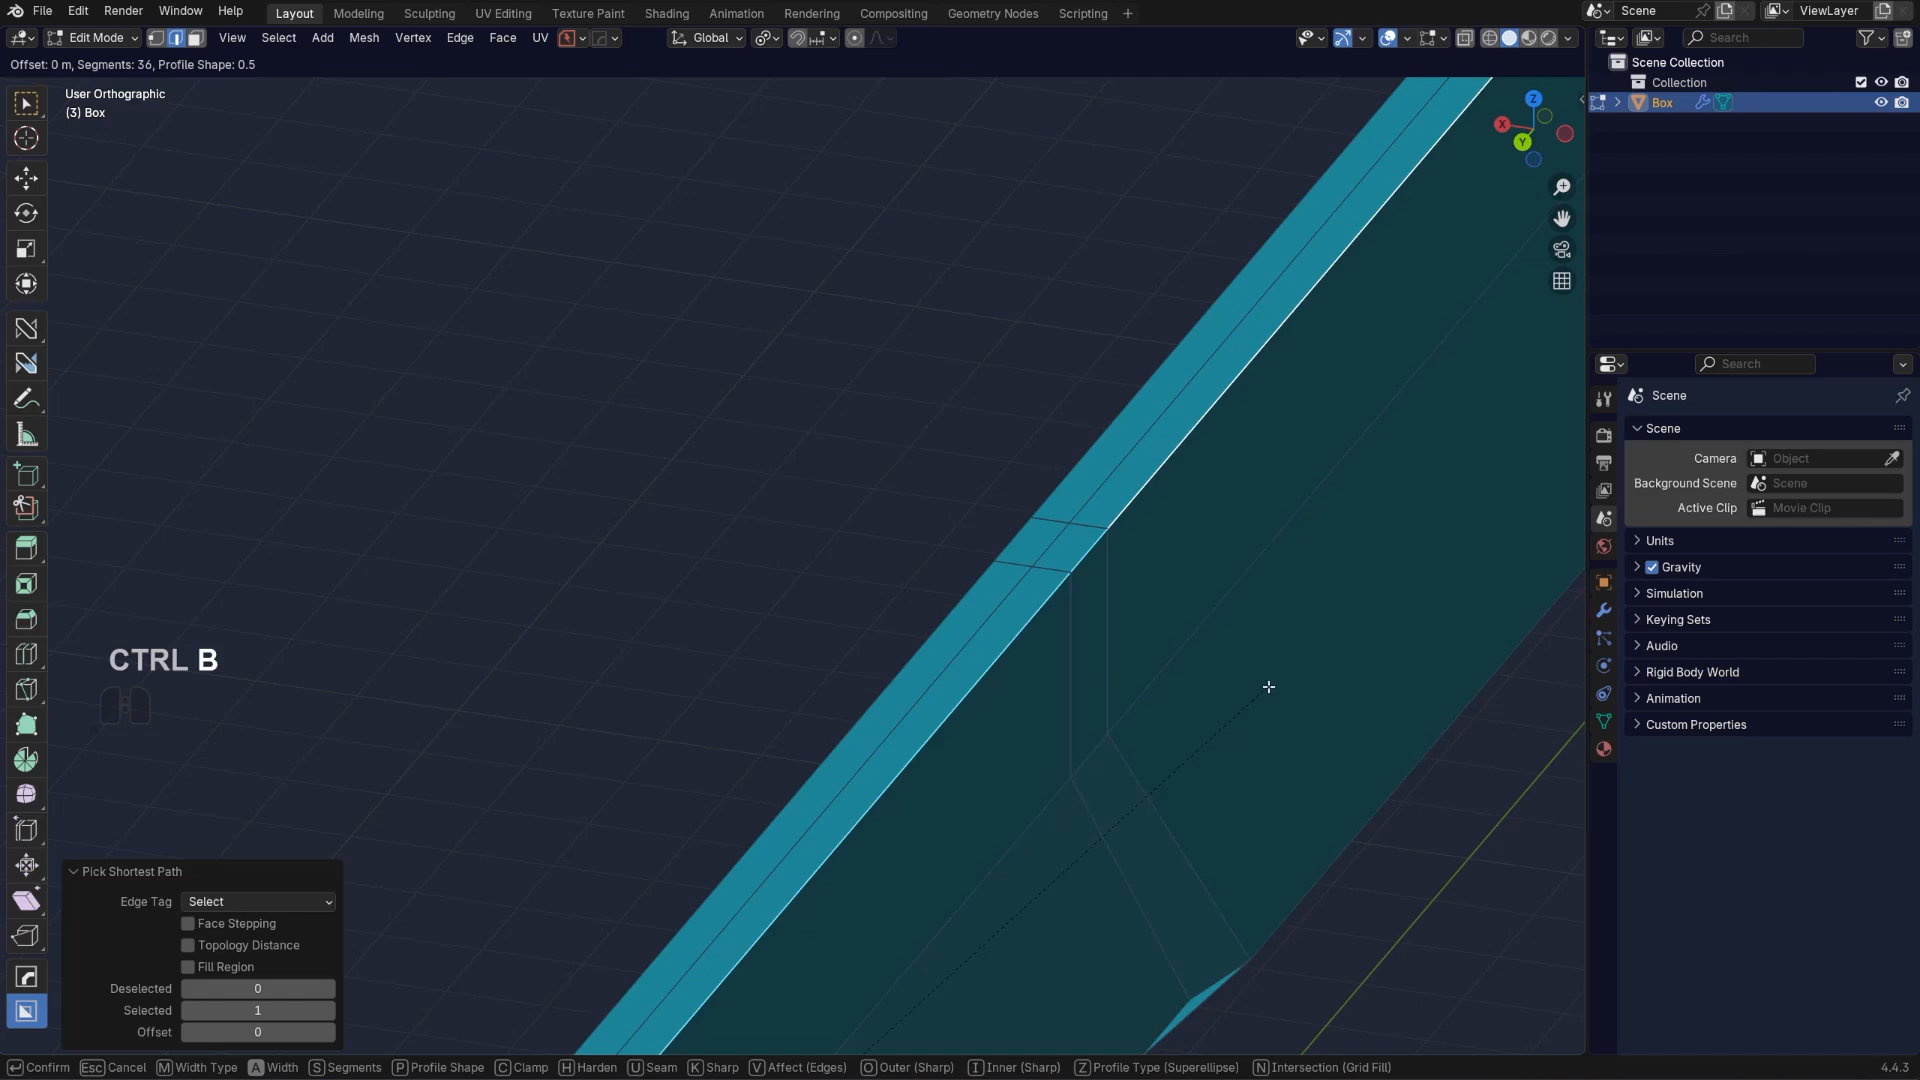 File Edit Render Window Help Layout Modeling Sculpting UV Editing Texture Paint Shading Animation Rendering Compositing Geometry Nodes Scripting + Scene ViewLayer
Edit Mode View Select Add Mesh Vertex Edge Face UV Global Search
Offset: 0 m, Segments: 36, Profile Shape: 0.5
Scene Collection
Collection
Box
User Orthographic
(3) Box
Z
X
Y
Search
Scene
Scene
Camera Object
Background Scene Scene
Active Clip Movie Clip
Units
Gravity
Simulation
Keying Sets
Audio
Rigid Body World
Animation
Custom Properties
CTRL B
Pick Shortest Path
Edge Tag Select
Face Stepping
Topology Distance
Fill Region
Deselected 0
Selected 1
Offset 0
Confirm Esc Cancel M Width Type A Width S Segments P Profile Shape C Clamp H Harden U Seam K Sharp V Affect (Edges) O Outer (Sharp) I Inner (Sharp) Z Profile Type (Superellipse) N Intersection (Grid Fill) 4.4.3